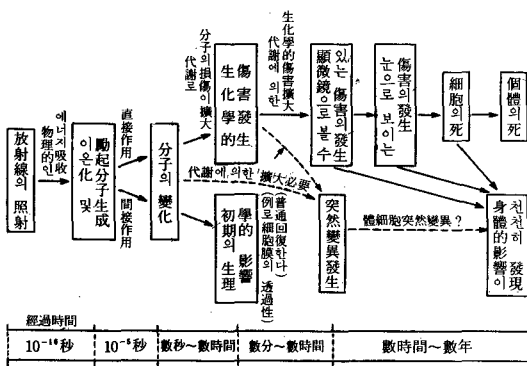 放射線의 照射
物理的인
에너지吸收
勵起分子生成
이온化 및
直接作用
間接作用
分子의 變化
分子의 損傷이 擴大
代謝로
傷害發生
生化學的
生化學的傷害擴大
代謝에 의한
있는 傷害의 發生
顯微鏡으로 볼 수
傷害의 發生
눈으로 보이는
細胞의 死
個體의 死
代謝에 의한 擴大必要
學的 影響
初期의 生理
(普通回復한다)
(例로 細胞膜의 透過性)
突然變異發生
體細胞突然變異?
천천히 發現
身體的影響이
經過時間
10⁻¹⁶秒
10⁻⁵秒
數秒~數時間
數分~數時間
數時間~數年